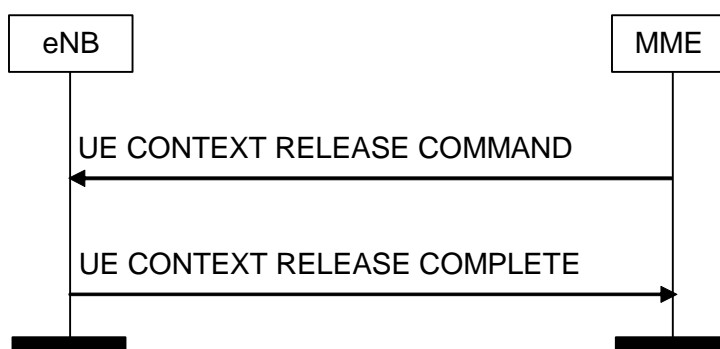 eNB
MME
UE CONTEXT RELEASE COMMAND
UE CONTEXT RELEASE COMPLETE